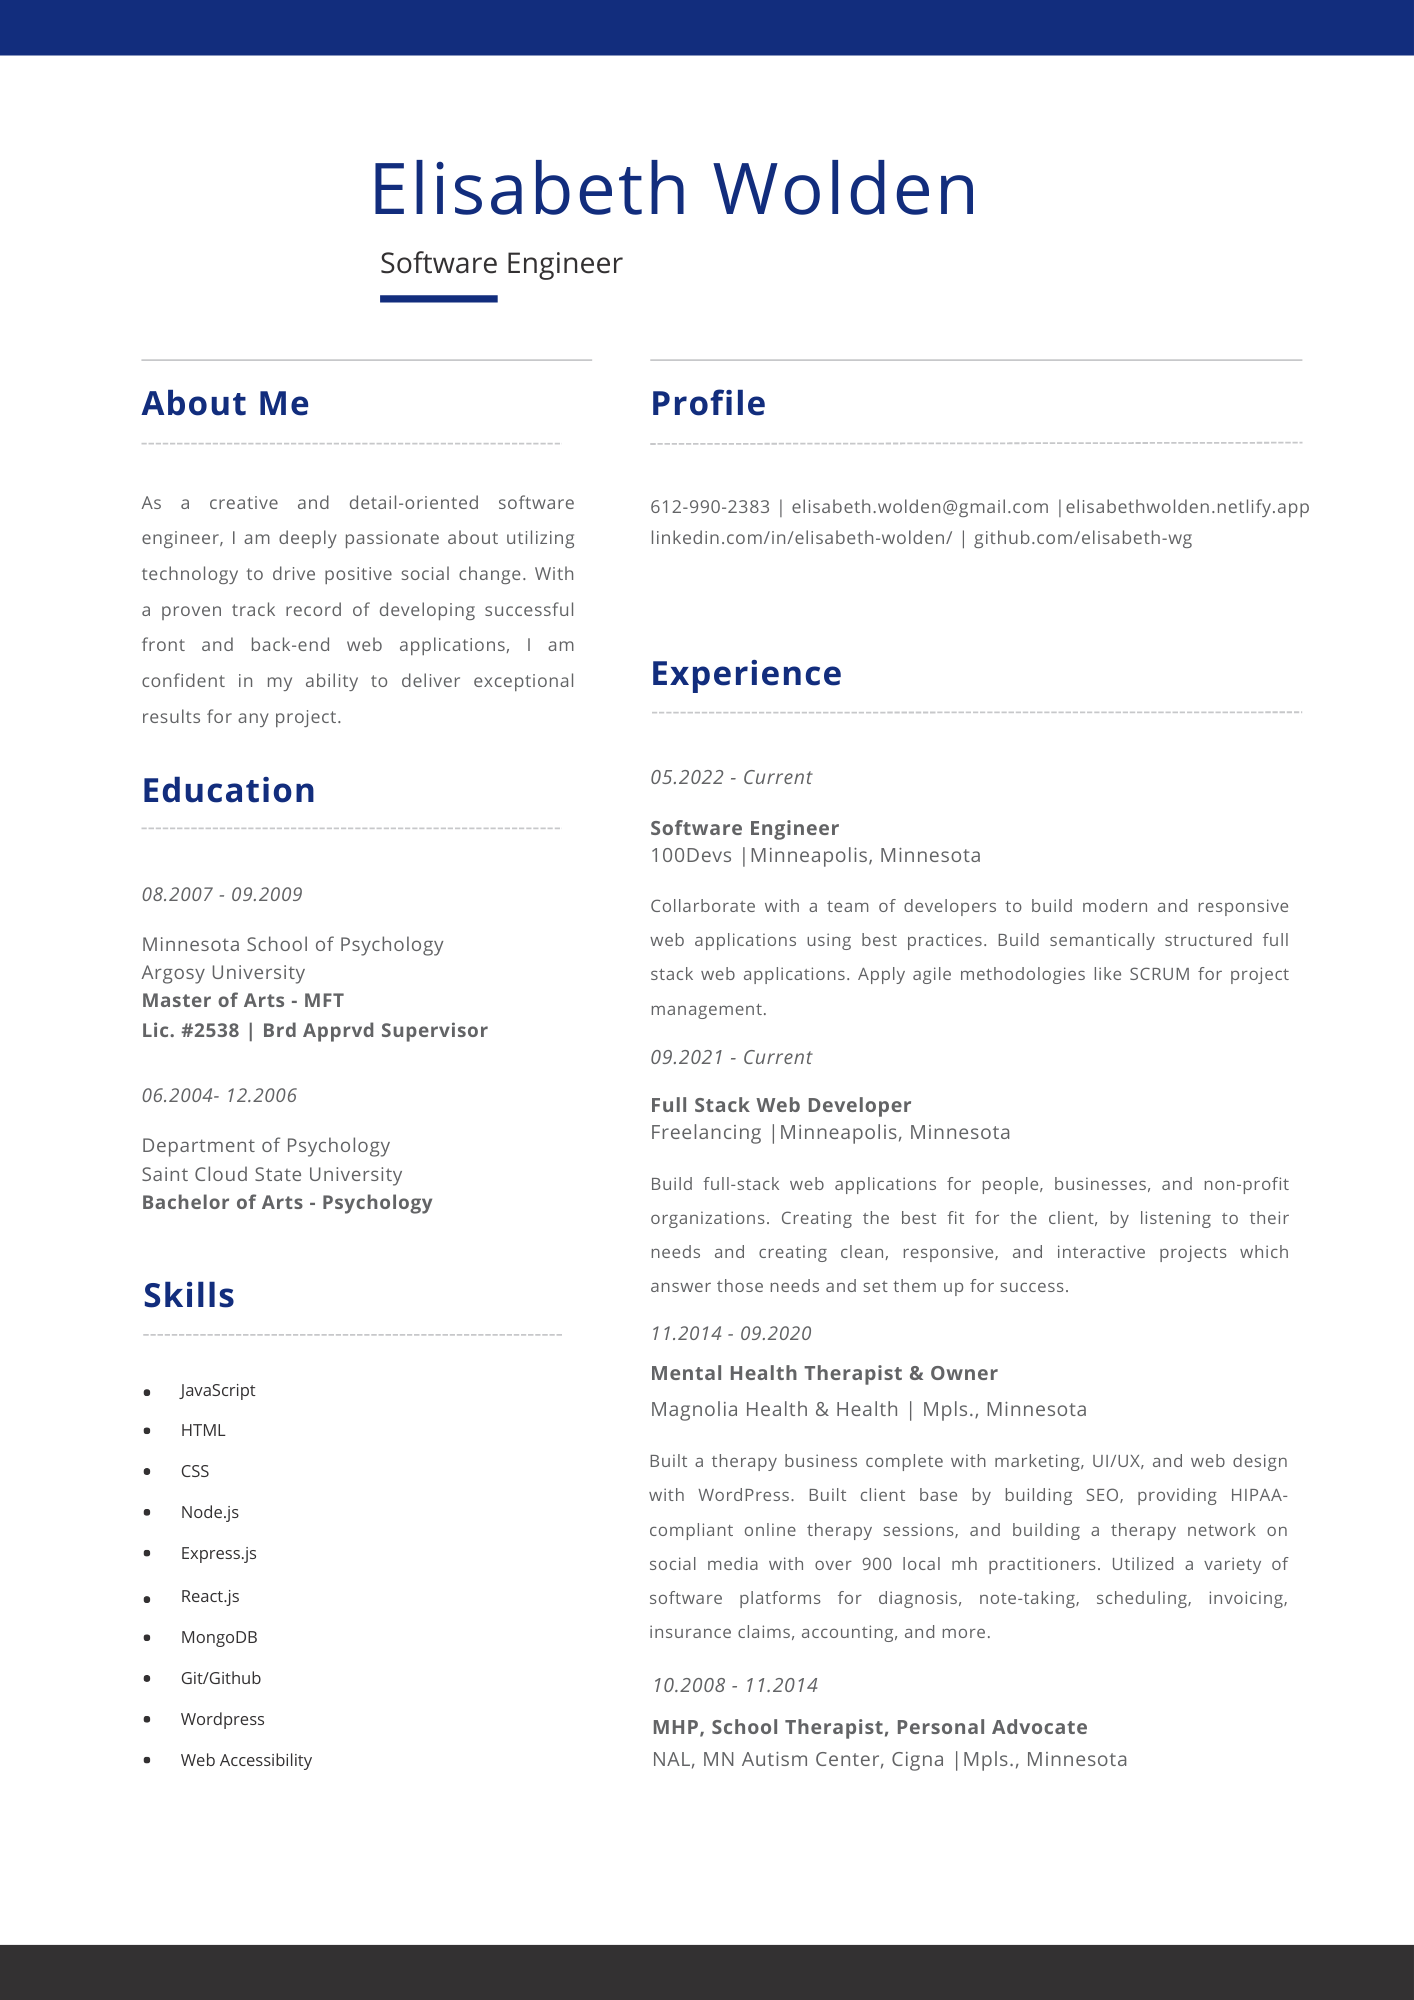 Elisabeth Wolden
Software Engineer
About Me
As a creative and detail-oriented software
engineer, I am deeply passionate about utilizing
technology to drive positive social change. With
a proven track record of developing successful
front and back-end web applications, I am
confident in my ability to deliver exceptional
results for any project.
Education
08.2007 - 09.2009
Minnesota School of Psychology
Argosy University
Master of Arts - MFT
Lic. #2538 | Brd Apprvd Supervisor
06.2004- 12.2006
Department of Psychology
Saint Cloud State University
Bachelor of Arts - Psychology
Skills
• JavaScript
• HTML
• CSS
• Node.js
• Express.js
• React.js
• MongoDB
• Git/Github
• Wordpress
• Web Accessibility
Profile
612-990-2383 | elisabeth.wolden@gmail.com |elisabethwolden.netlify.app
linkedin.com/in/elisabeth-wolden/ | github.com/elisabeth-wg
Experience
05.2022 - Current
Software Engineer
100Devs |Minneapolis, Minnesota
Collarborate with a team of developers to build modern and responsive
web applications using best practices. Build semantically structured full
stack web applications. Apply agile methodologies like SCRUM for project
management.
09.2021 - Current
Full Stack Web Developer
Freelancing |Minneapolis, Minnesota
Build full-stack web applications for people, businesses, and non-profit
organizations. Creating the best fit for the client, by listening to their
needs and creating clean, responsive, and interactive projects which
answer those needs and set them up for success.
11.2014 - 09.2020
Mental Health Therapist & Owner
Magnolia Health & Health | Mpls., Minnesota
Built a therapy business complete with marketing, UI/UX, and web design
with WordPress. Built client base by building SEO, providing HIPAA-
compliant online therapy sessions, and building a therapy network on
social media with over 900 local mh practitioners. Utilized a variety of
software platforms for diagnosis, note-taking, scheduling, invoicing,
insurance claims, accounting, and more.
10.2008 - 11.2014
MHP, School Therapist, Personal Advocate
NAL, MN Autism Center, Cigna |Mpls., Minnesota